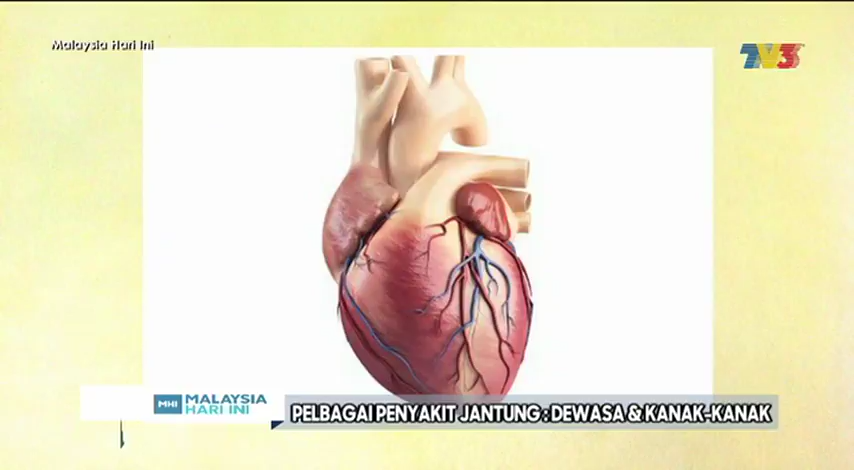 Malaysia Hari Ini
TV3
MHI
MALAYSIA
HARI INI
PELBAGAI PENYAKIT JANTUNG : DEWASA & KANAK-KANAK